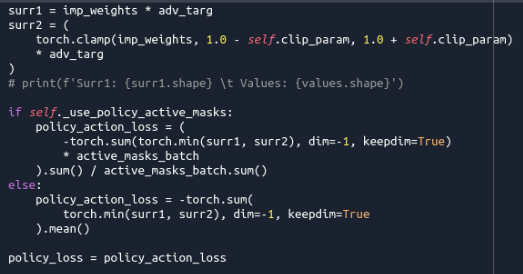 surr1 = imp_weights * adv_targ
surr2 = (
    torch.clamp(imp_weights, 1.0 - self.clip_param, 1.0 + self.clip_param)
    * adv_targ
)
# print(f'Surr1: {surr1.shape} \t Values: {values.shape}')

if self._use_policy_active_masks:
    policy_action_loss = (
        -torch.sum(torch.min(surr1, surr2), dim=-1, keepdim=True)
        * active_masks_batch
    ).sum() / active_masks_batch.sum()
else:
    policy_action_loss = -torch.sum(
        torch.min(surr1, surr2), dim=-1, keepdim=True
    ).mean()

policy_loss = policy_action_loss